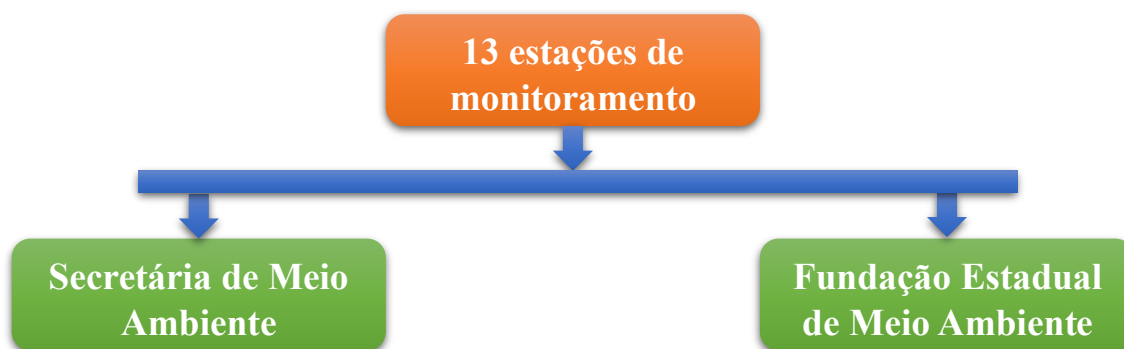 13 estações de
monitoramento
Secretária de Meio
Ambiente
Fundação Estadual
de Meio Ambiente